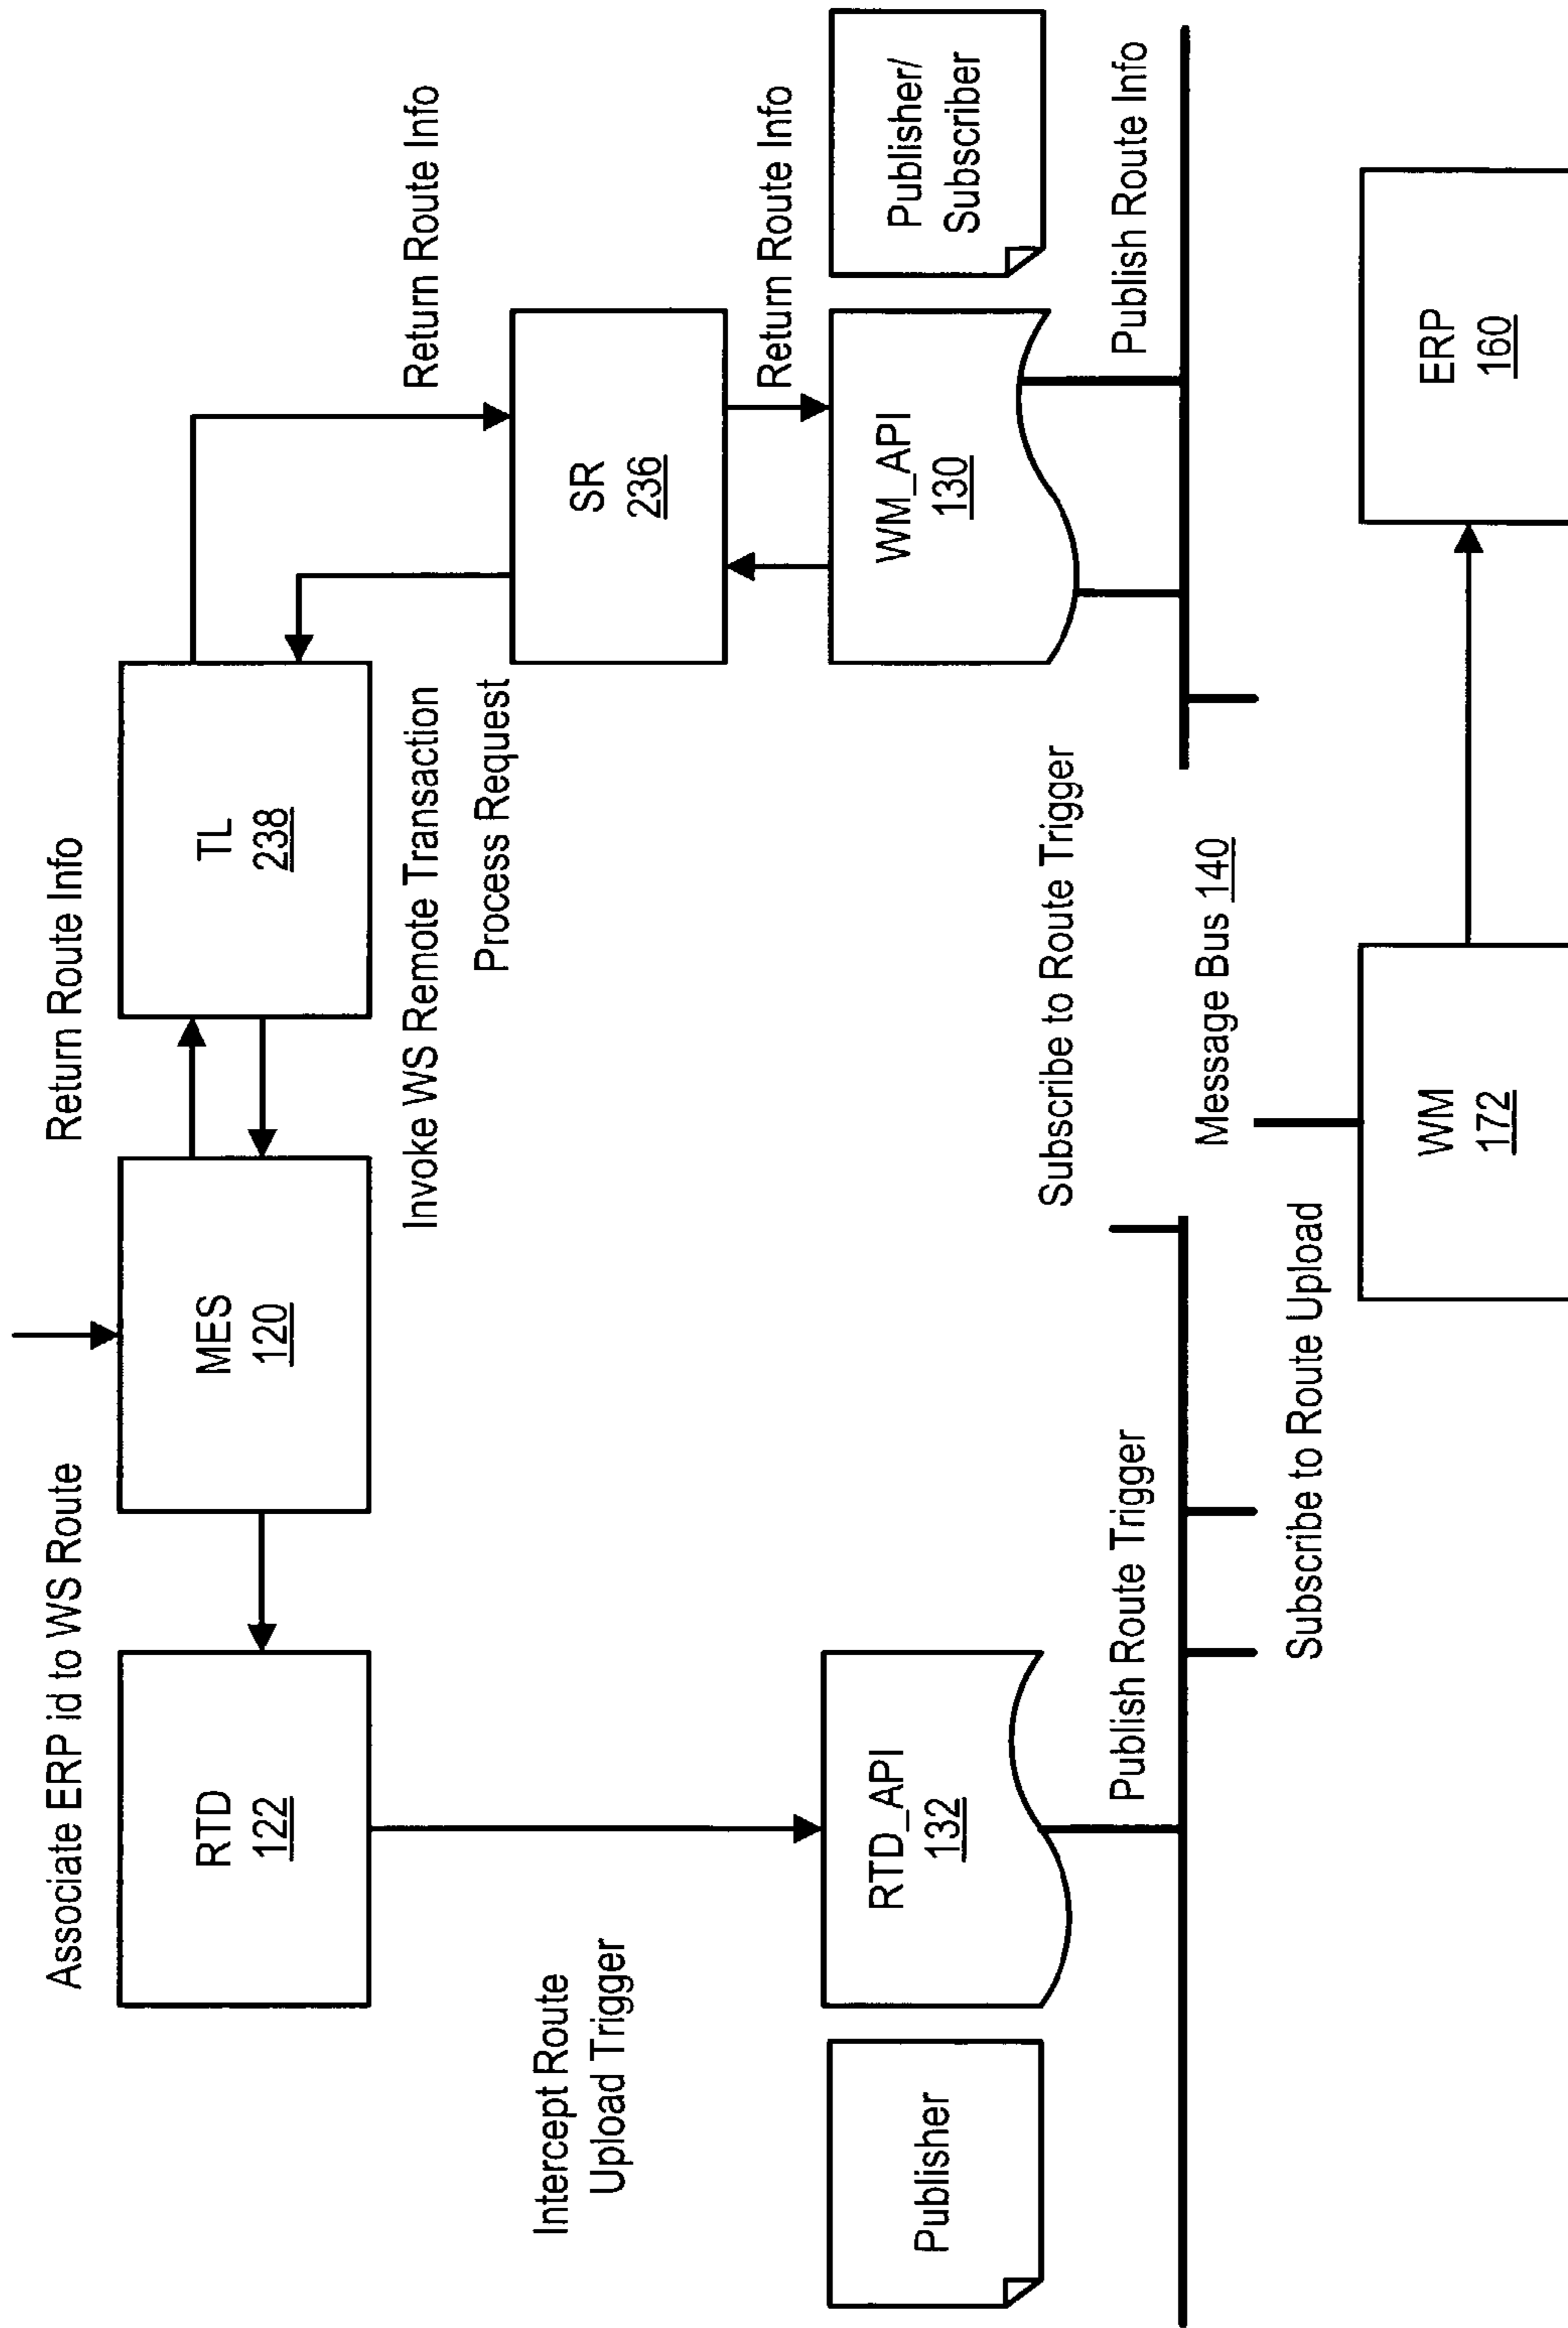 Associate ERP id to WS Route
Return Route Info
RTD
122
MES
120
TL
238
Invoke WS Remote Transaction
Return Route Info
Process Request
Intercept Route
Upload Trigger
SR
236
Return Route Info
Publisher
RTD_API
132
WM_API
130
Publisher/
Subscriber
Subscribe to Route Trigger
Publish Route Trigger
Publish Route Info
Message Bus 140
Subscribe to Route Upload
WM
172
ERP
160